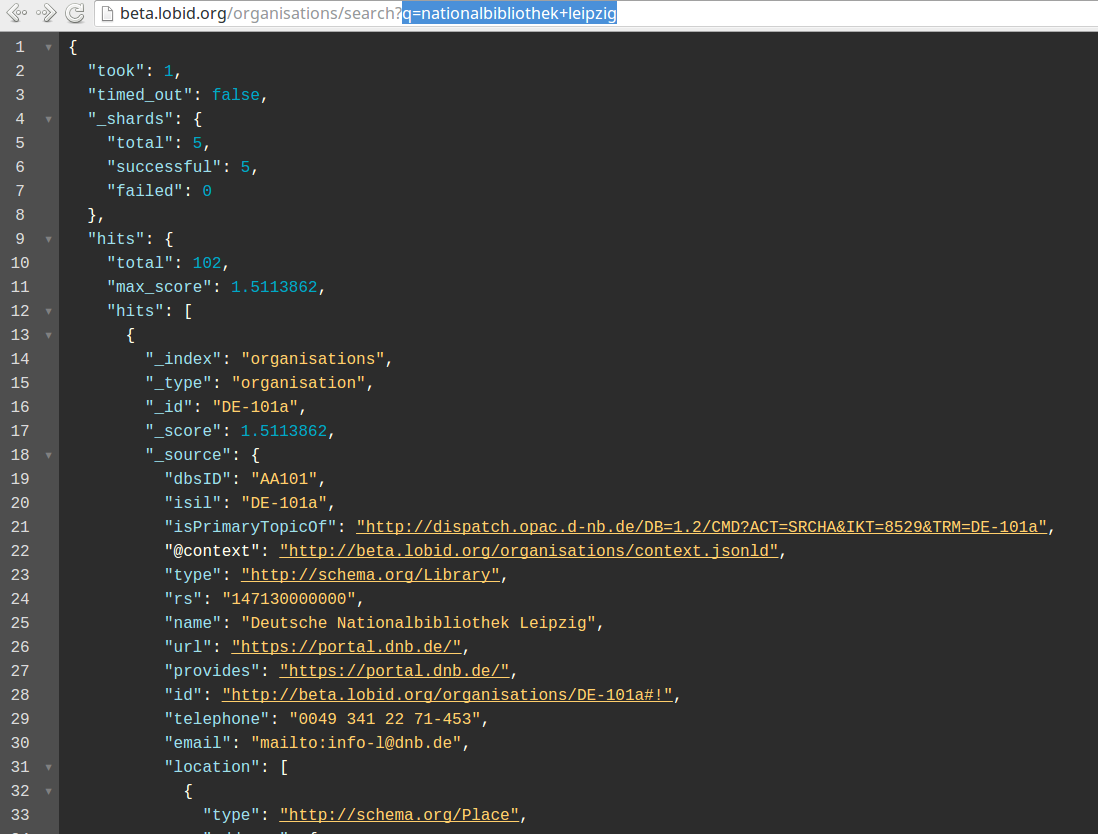 beta.lobid.org/organisations/search?q=nationalbibliothek+leipzig
1 {
2 "took": 1,
3 "timed_out": false,
4 "_shards": {
5 "total": 5,
6 "successful": 5,
7 "failed": 0
8 },
9 "hits": {
10 "total": 102,
11 "max_score": 1.5113862,
12 "hits": [
13 {
14 "_index": "organisations",
15 "_type": "organisation",
16 "_id": "DE-101a",
17 "_score": 1.5113862,
18 "_source": {
19 "dbsID": "AA101",
20 "isil": "DE-101a",
21 "isPrimaryTopicOf": "http://dispatch.opac.d-nb.de/DB=1.2/CMD?ACT=SRCHA&IKT=8529&TRM=DE-101a",
22 "@context": "http://beta.lobid.org/organisations/context.jsonld",
23 "type": "http://schema.org/Library",
24 "rs": "147130000000",
25 "name": "Deutsche Nationalbibliothek Leipzig",
26 "url": "https://portal.dnb.de/",
27 "provides": "https://portal.dnb.de/",
28 "id": "http://beta.lobid.org/organisations/DE-101a#!",
29 "telephone": "0049 341 22 71-453",
30 "email": "mailto:info-l@dnb.de",
31 "location": [
32 {
33 "type": "http://schema.org/Place",